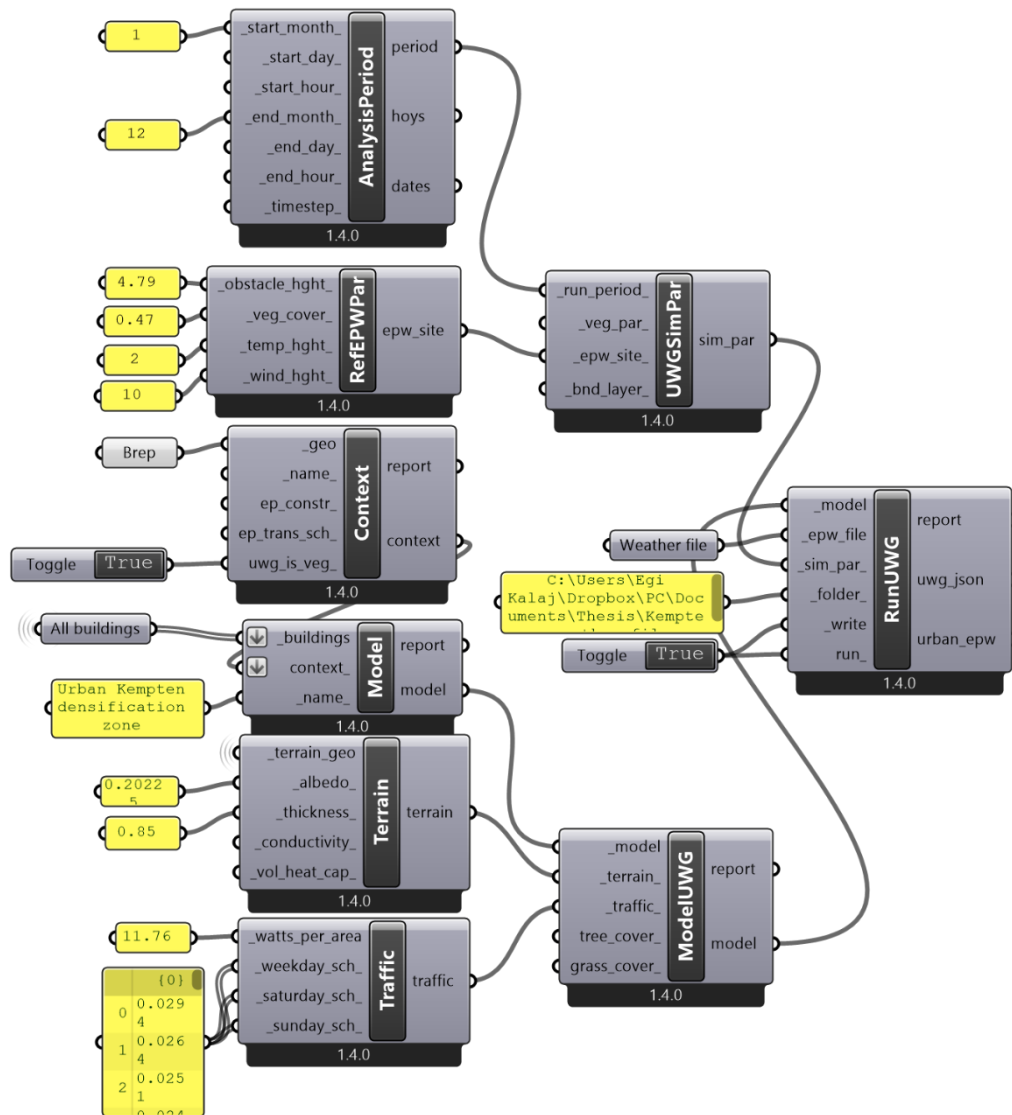 1
12
_start_month_
_start_day_
_start_hour_
_end_month_
_end_day_
_end_hour_
_timestep_
AnalysisPeriod
period
hoys
dates
1.4.0
4.79
0.47
2
10
_obstacle_hght_
_veg_cover_
_temp_hght_
_wind_hght_
RefEPWPar
epw_site
1.4.0
_run_period_
_veg_par_
_epw_site_
_bnd_layer_
UWGSimPar
sim_par
1.4.0
Brep
Toggle True
_geo
_name_
ep_constr_
ep_trans_sch_
uwg_is_veg_
Context
report
context
1.4.0
All buildings
Urban Kempten
densification
zone
_buildings
context_
_name_
Model
report
model
1.4.0
Weather file
C:\Users\Egi
Kalaj\Dropbox\PC\Doc
uments\Thesis\Kempte
Toggle True
_model
_epw_file
_sim_par_
_folder_
_write
run_
RunUWG
report
uwg_json
urban_epw
1.4.0
0.2022
5
0.85
_terrain_geo
_albedo_
_thickness_
_conductivity_
_vol_heat_cap_
Terrain
terrain
1.4.0
11.76
{0}
0 0.029
4
1 0.026
4
2 0.025
1
0.024
_watts_per_area
_weekday_sch_
_saturday_sch_
_sunday_sch_
Traffic
traffic
1.4.0
_model
_terrain_
_traffic_
tree_cover_
grass_cover_
ModelUWG
report
model
1.4.0